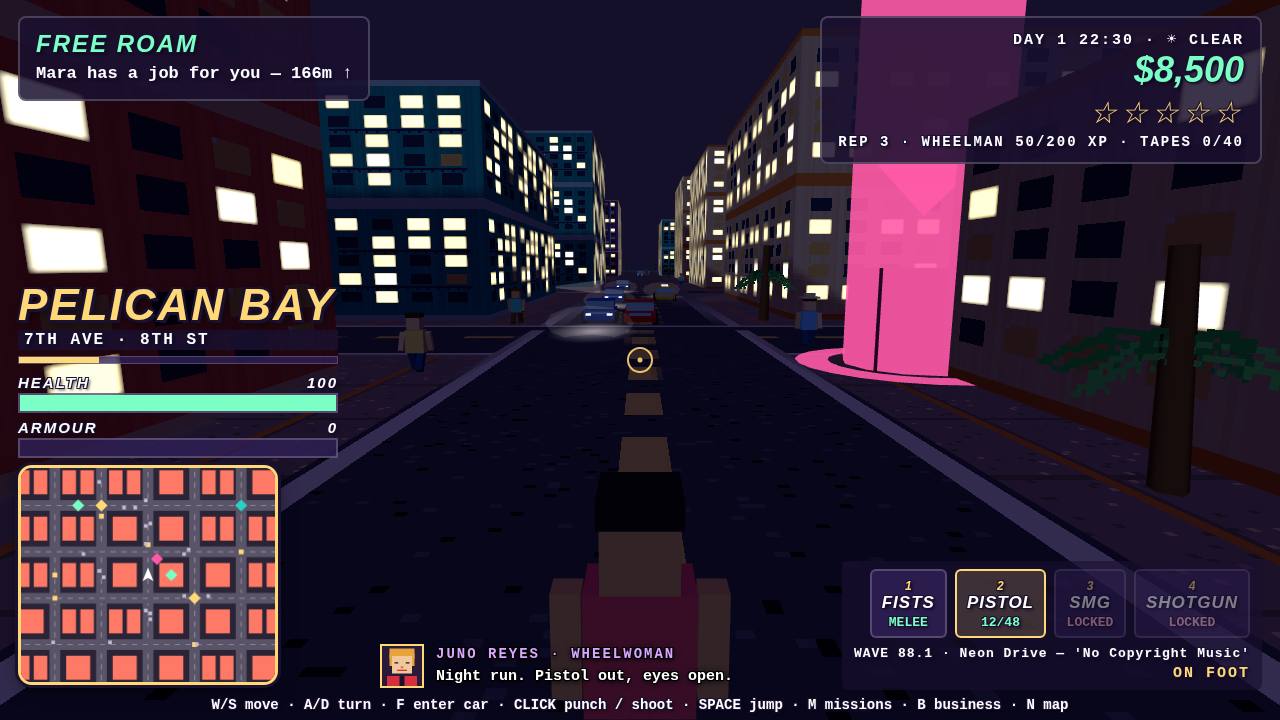 FREE ROAM
Mara has a job for you — 166m ↑
DAY 1 22:30 · ☀ CLEAR
$8,500
☆☆☆☆☆
REP 3 · WHEELMAN 50/200 XP · TAPES 0/40
PELICAN BAY
7TH AVE · 8TH ST
HEALTH 100
ARMOUR 0
1 2 3 4
FISTS PISTOL SMG SHOTGUN
MELEE 12/48 LOCKED LOCKED
WAVE 88.1 · Neon Drive — 'No Copyright Music'
ON FOOT
JUNO REYES · WHEELWOMAN
Night run. Pistol out, eyes open.
W/S move · A/D turn · F enter car · CLICK punch / shoot · SPACE jump · M missions · B business · N map